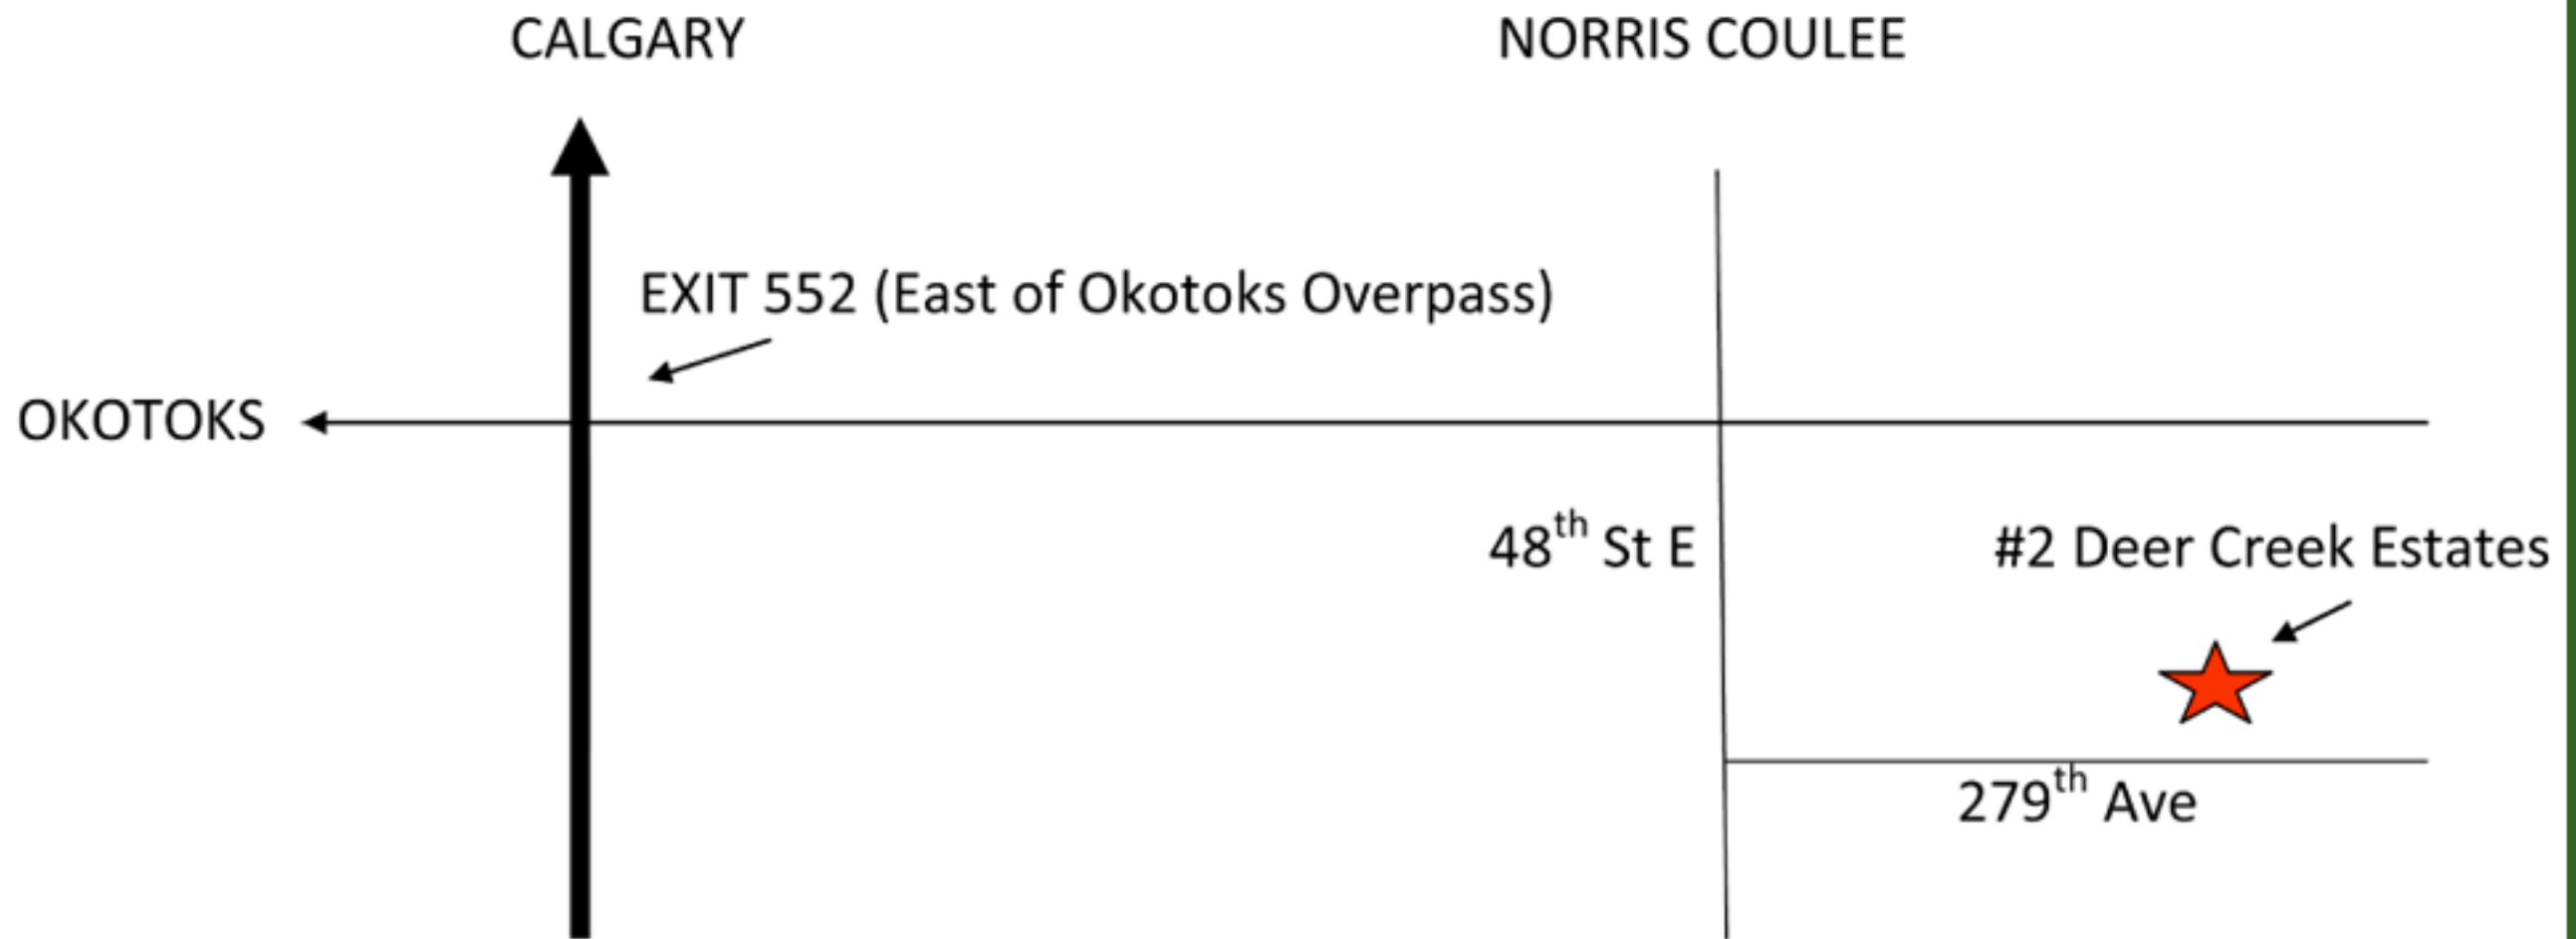 CALGARY
NORRIS COULEE
EXIT 552 (East of Okotoks Overpass)
OKOTOKS
48th St E
#2 Deer Creek Estates
279th Ave